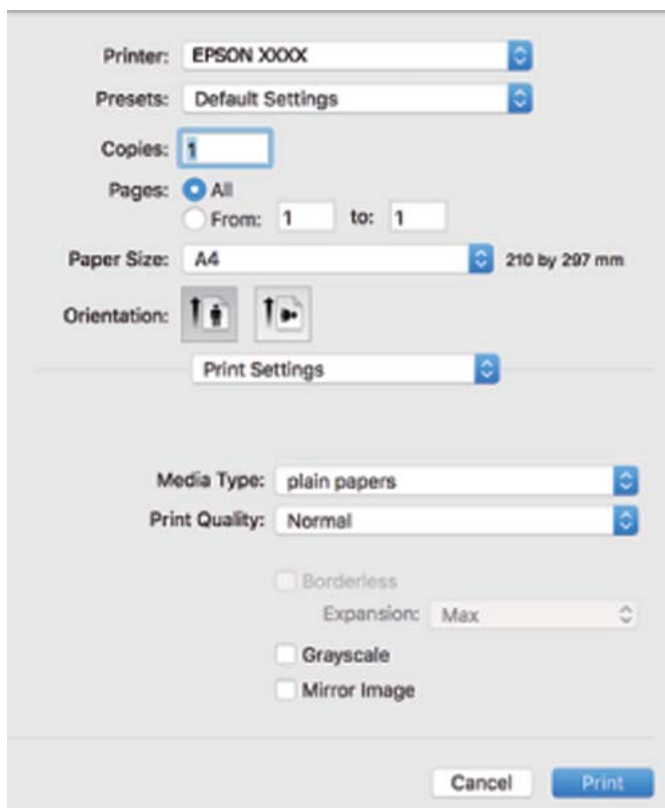 Printer: EPSON XXXX
Presets: Default Settings
Copies: 1
Pages: All
From: 1 to: 1
Paper Size: A4 210 by 297 mm
Orientation:
Print Settings
Media Type: plain papers
Print Quality: Normal
Borderless
Expansion: Max
Grayscale
Mirror Image
Cancel Print